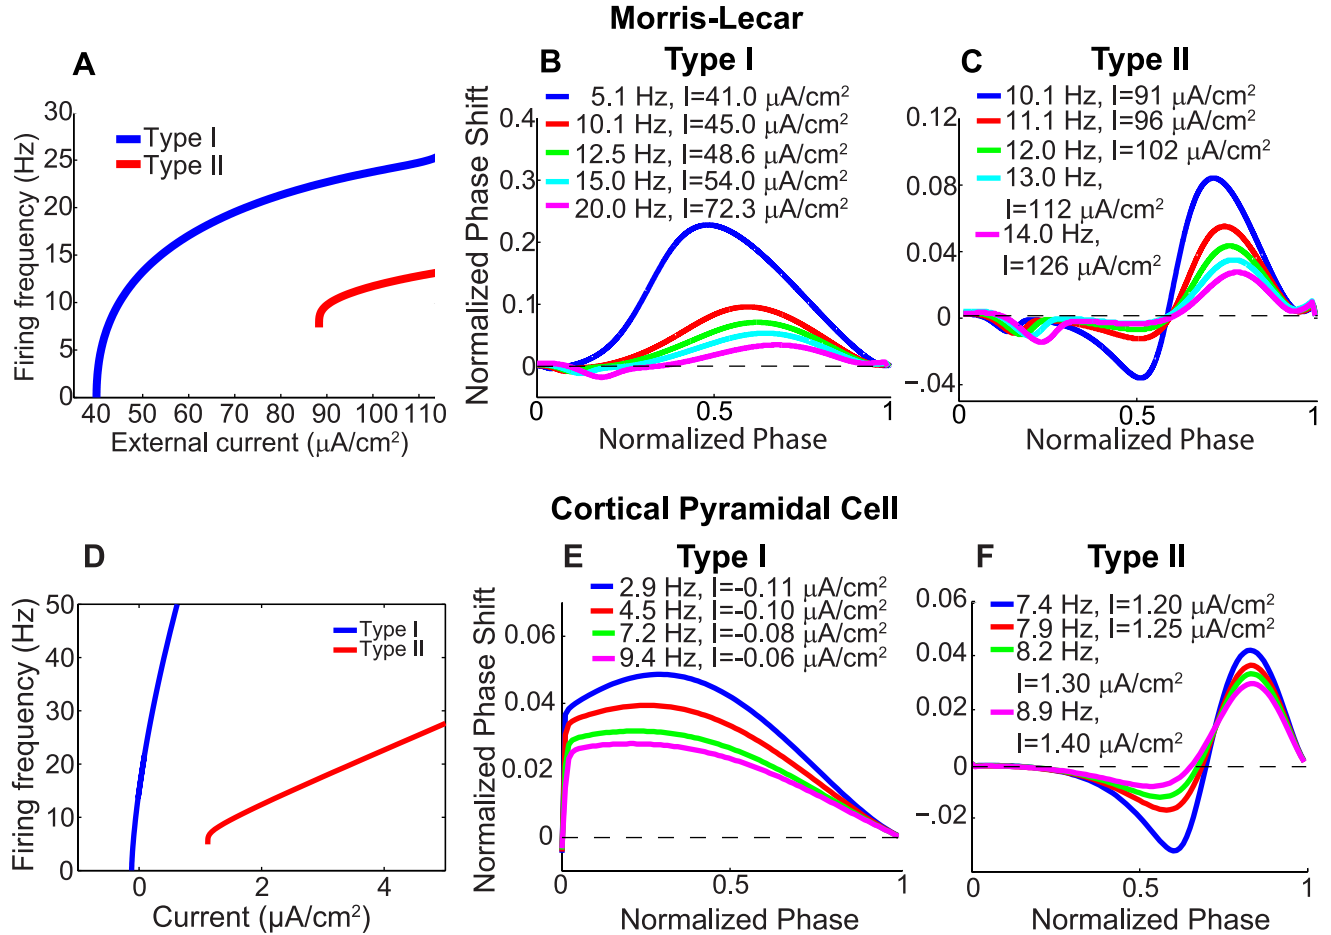 Morris-Lecar
A
Firing frequency (Hz)
30
25
20
15
10
5
0
Type I
Type II
40 50 60 70 80 90 100 110
External current (μA/cm²)
B
Type I
5.1 Hz, I=41.0 μA/cm²
10.1 Hz, I=45.0 μA/cm²
12.5 Hz, I=48.6 μA/cm²
15.0 Hz, I=54.0 μA/cm²
20.0 Hz, I=72.3 μA/cm²
Normalized Phase Shift
0.4
0.3
0.2
0.1
0
0 0.5 1
Normalized Phase
C
Type II
10.1 Hz, I=91 μA/cm²
11.1 Hz, I=96 μA/cm²
12.0 Hz, I=102 μA/cm²
13.0 Hz,
I=112 μA/cm²
14.0 Hz,
I=126 μA/cm²
0.12
0.08
0.04
0
−.04
0 0.5 1
Normalized Phase
Cortical Pyramidal Cell
D
Firing frequency (Hz)
50
40
30
20
10
0
Type I
Type II
0 2 4
Current (μA/cm²)
E
Type I
2.9 Hz, I=-0.11 μA/cm²
4.5 Hz, I=-0.10 μA/cm²
7.2 Hz, I=-0.08 μA/cm²
9.4 Hz, I=-0.06 μA/cm²
Normalized Phase Shift
0.06
0.04
0.02
0
0 0.5 1
Normalized Phase
F
Type II
7.4 Hz, I=1.20 μA/cm²
7.9 Hz, I=1.25 μA/cm²
8.2 Hz,
I=1.30 μA/cm²
8.9 Hz,
I=1.40 μA/cm²
0.06
0.04
0.02
0
−.02
0 0.5 1
Normalized Phase